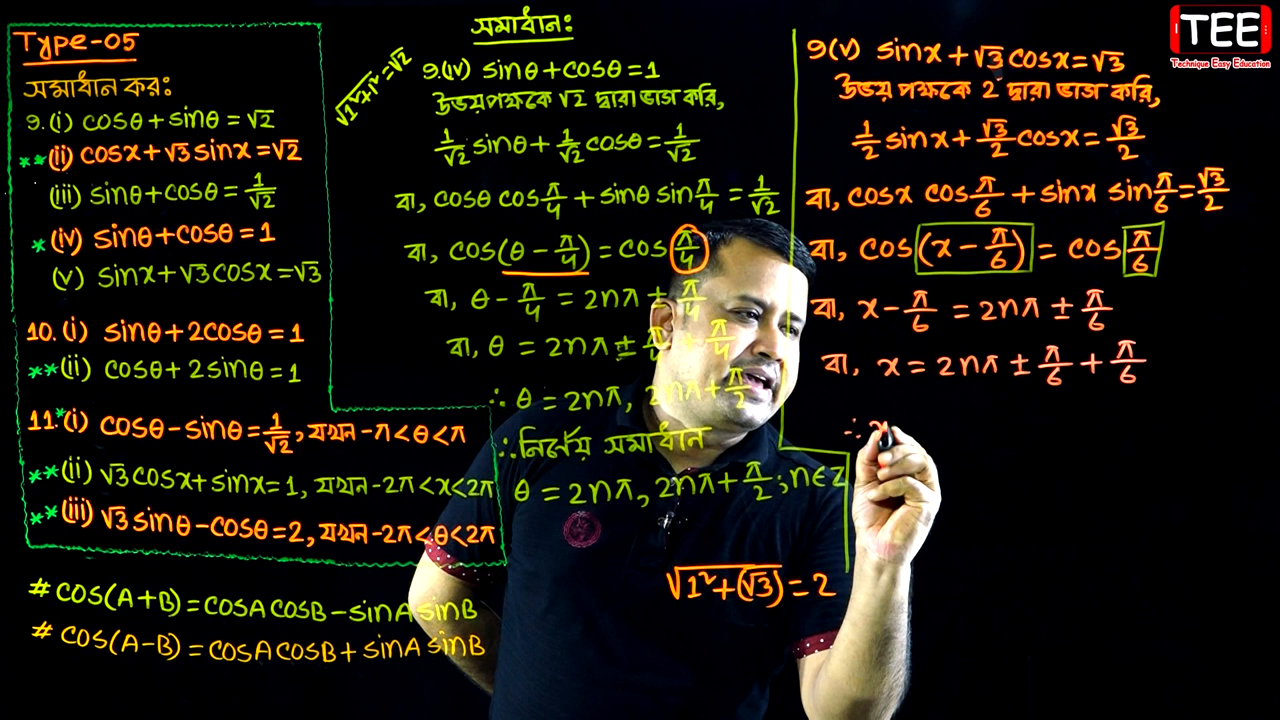 Type-05
সমাধান কর:
9.(i) cosθ + sinθ = √2
**(ii) cosx + √3 sinx = √2
(iii) sinθ + cosθ = 1/√2
*(iv) sinθ + cosθ = 1
(v) sinx + √3 cosx = √3
10.(i) sinθ + 2cosθ = 1
**(ii) cosθ + 2sinθ = 1
11.*(i) cosθ - sinθ = 1/√2, যখন -π < θ < π
**(ii) √3 cosx + sinx = 1, যখন -2π < x < 2π
**(iii) √3 sinθ - cosθ = 2, যখন -2π < θ < 2π
# cos(A+B) = cosA cosB - sinA sinB
# cos(A-B) = cosA cosB + sinA sinB
সমাধান:
√1²+1² = √2
9.(iv) sinθ + cosθ = 1
উভয়পক্ষকে √2 দ্বারা ভাগ করি,
1/√2 sinθ + 1/√2 cosθ = 1/√2
বা, cosθ cos π/4 + sinθ sin π/4 = 1/√2
বা, cos(θ - π/4) = cos π/4
বা, θ - π/4 = 2nπ ± π/4
বা, θ = 2nπ ± π/4 + π/4
∴ θ = 2nπ, 2nπ + π/2
∴ নির্ণেয় সমাধান
θ = 2nπ, 2nπ + π/2 ; n∈Z
√1²+(√3)² = 2
9(v) sinx + √3 cosx = √3
উভয় পক্ষকে 2 দ্বারা ভাগ করি,
1/2 sinx + √3/2 cosx = √3/2
বা, cosx cos π/6 + sinx sin π/6 = √3/2
বা, cos(x - π/6) = cos π/6
বা, x - π/6 = 2nπ ± π/6
বা, x = 2nπ ± π/6 + π/6
∴ x
TEE
Technique Easy Education